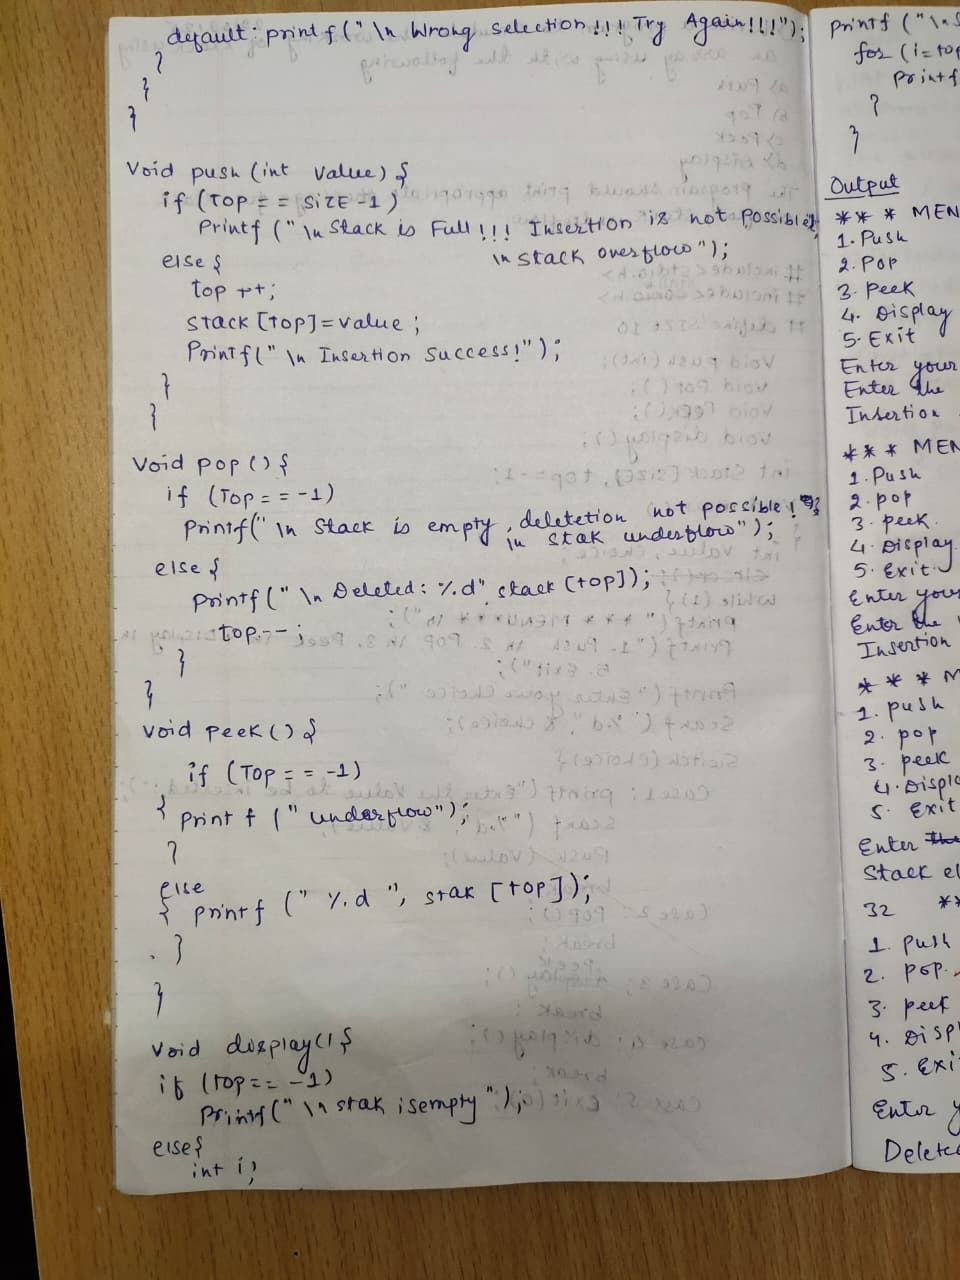 default: printf("\n Wrong selection!!! Try Again!!!");
}
}
}
Void push (int value) {
if (TOP == SIZE -1)
Printf ("\n Stack is Full!!! Insertion is not possible!
\n Stack overflow");
else {
top ++;
stack [top] = value ;
Printf("\n Insertion Success!");
}
}
Void pop () {
if (TOP == -1)
Printf("\n Stack is empty, deletetion not possible!
\n stak underflow");
else {
Printf ("\n Deleted: %d" stack [top]);
top -- ;
}
}
Void Peek () {
if (TOP == -1)
{ print f (" underflow");
}
else
{ printf (" %d ", stak [top]);
}
}
Void display() {
if (top == -1)
Printf("\n stak isempty");
else{
int i;
Printf ("\n
for (i=top
Printf
}
}
Output
*** MEN
1. Push
2. Pop
3. Peek
4. Display
5. Exit
Enter your
Enter the
Insertion
*** MEN
1. Push
2. pop
3. peek.
4. Display.
5. Exit
Enter your
Enter the
Insertion
*** M
1. push
2. pop
3. peek
4. Displa
5. Exit
Enter
Stack el
32 **
1. push
2. pop
3. peek
4. Displ
5. Exi
Enter y
Delete